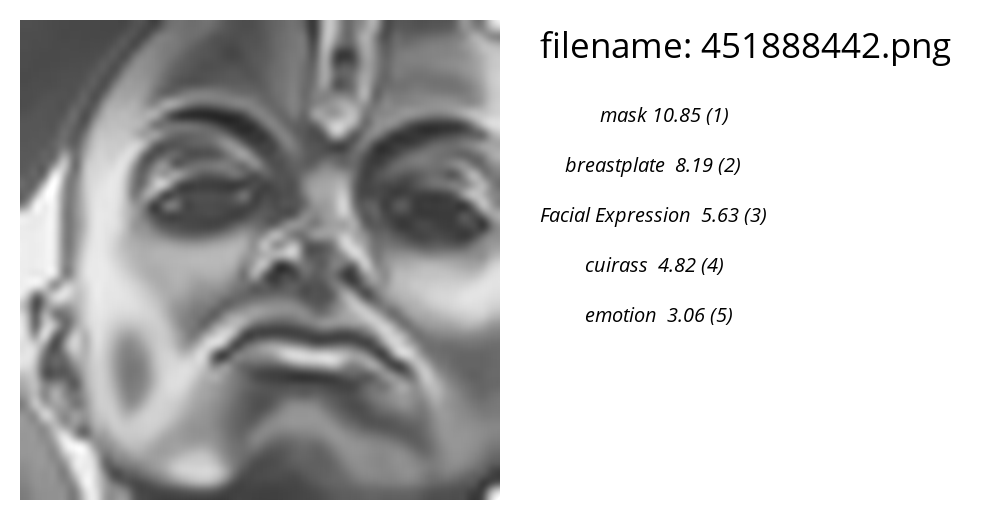 filename: 451888442.png
mask 10.85 (1)
breastplate 8.19 (2)
Facial Expression 5.63 (3)
cuirass 4.82 (4)
emotion 3.06 (5)